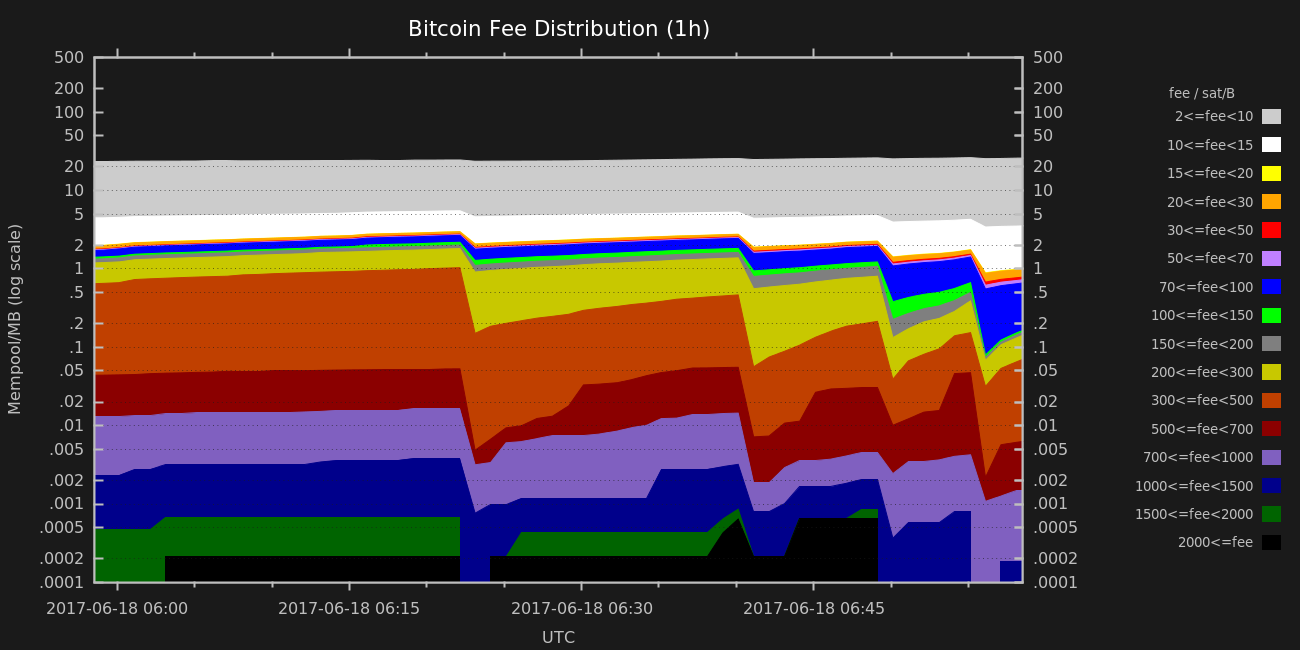 Bitcoin Fee Distribution (1h)
500 500
200 200
100 100
50 50
20 20
10 10
5 5
2 2
1 1
.5 .5
.2 .2
.1 .1
.05 .05
.02 .02
.01 .01
.005 .005
.002 .002
.001 .001
.0005 .0005
.0002 .0002
.0001 .0001
Mempool/MB (log scale)
2017-06-18 06:00 2017-06-18 06:15 2017-06-18 06:30 2017-06-18 06:45
UTC
fee / sat/B
2<=fee<10
10<=fee<15
15<=fee<20
20<=fee<30
30<=fee<50
50<=fee<70
70<=fee<100
100<=fee<150
150<=fee<200
200<=fee<300
300<=fee<500
500<=fee<700
700<=fee<1000
1000<=fee<1500
1500<=fee<2000
2000<=fee